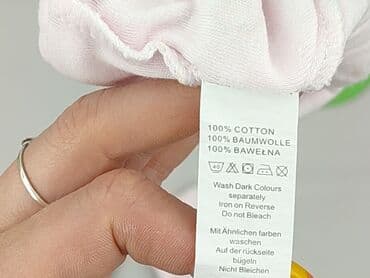 100% COTTON
100% BAUMWOLLE
100% BAWEŁNA
40
Wash Dark Colours
separately
Iron on Reverse
Do not Bleach
Mit Ähnlichen farben
waschen
Auf der rückseite
bügeln
Nicht Bleichen